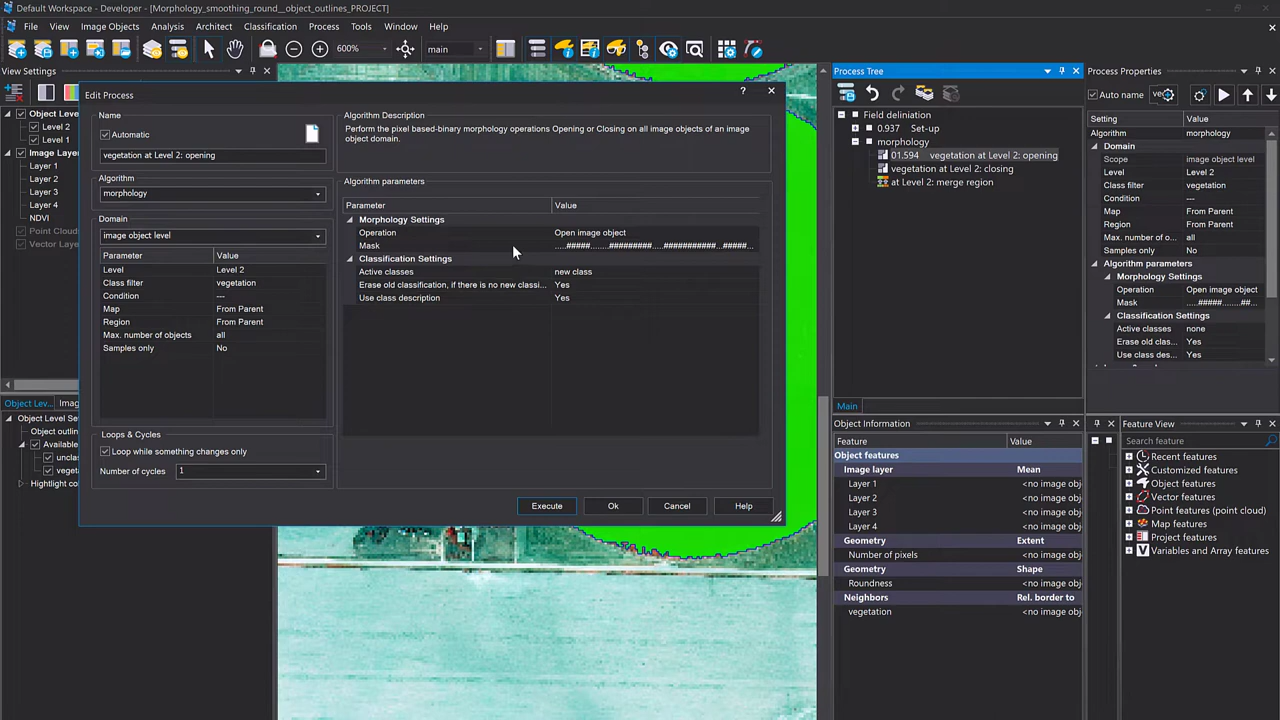 Default Workspace - Developer - [Morphology_smoothing_round__object_outlines_PROJECT]
File View Image Objects Analysis Architect Classification Process Tools Window Help
600% main
View Settings
Object Level
Level 2
Level 1
Image Layer
Layer 1
Layer 2
Layer 3
Layer 4
NDVI
Point Clouds
Vector Layers
Object Lev... Ima
Object Level Se
Object outlin
Available
uncla
vegeta
Highlight co
Edit Process
?
Name
Automatic
vegetation at Level 2: opening
Algorithm
morphology
Domain
image object level
Parameter Value
Level Level 2
Class filter vegetation
Condition ---
Map From Parent
Region From Parent
Max. number of objects all
Samples only No
Loops & Cycles
Loop while something changes only
Number of cycles 1
Algorithm Description
Perform the pixel based-binary morphology operations Opening or Closing on all image objects of an image
object domain.
Algorithm parameters
Parameter Value
Morphology Settings
Operation Open image object
Mask .....#####........#########.....###########...#####...
Classification Settings
Active classes new class
Erase old classification, if there is no new classi... Yes
Use class description Yes
Execute Ok Cancel Help
Process Tree
Field deliniation
0.937 Set-up
morphology
01.594 vegetation at Level 2: opening
vegetation at Level 2: closing
at Level 2: merge region
Main
Process Properties
Auto name
Setting Value
Algorithm morphology
Domain
Scope image object level
Level Level 2
Class filter vegetation
Condition ---
Map From Parent
Region From Parent
Max. number of o... all
Samples only No
Algorithm parameters
Morphology Settings
Operation Open image object
Mask .....#####........##...
Classification Settings
Active classes none
Erase old clas... Yes
Use class des... Yes
Object Information
Feature Value
Object features
Image layer Mean
Layer 1 <no image obj
Layer 2 <no image obj
Layer 3 <no image obj
Layer 4 <no image obj
Geometry Extent
Number of pixels <no image obj
Geometry Shape
Roundness <no image obj
Neighbors Rel. border to
vegetation <no image obj
Feature View
Search feature
Recent features
Customized features
Object features
Vector features
Point features (point cloud)
Map features
Project features
Variables and Array features